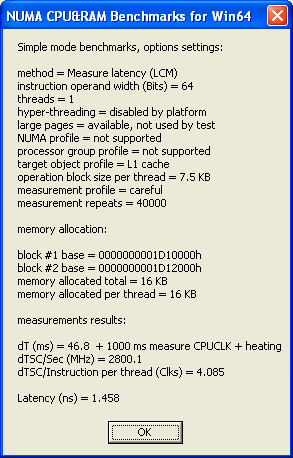 NUMA CPU&RAM Benchmarks for Win64
Simple mode benchmarks, options settings:
method = Measure latency (LCM)
instruction operand width (Bits) = 64
threads = 1
hyper-threading = disabled by platform
large pages = available, not used by test
NUMA profile = not supported
processor group profile = not supported
target object profile = L1 cache
operation block size per thread = 7.5 KB
measurement profile = careful
measurement repeats = 40000
memory allocation:
block #1 base = 0000000001D10000h
block #2 base = 0000000001D12000h
memory allocated total = 16 KB
memory allocated per thread = 16 KB
measurements results:
dT (ms) = 46.8  + 1000 ms measure CPUCLK + heating
dTSC/Sec (MHz) = 2800.1
dTSC/Instruction per thread (Clks) = 4.085
Latency (ns) = 1.458
OK